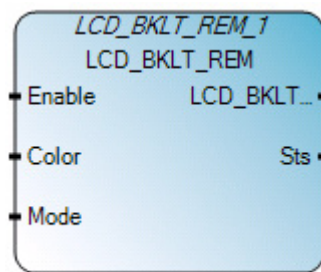 LCD_BKLT_REM_1
LCD_BKLT_REM
Enable LCD_BKLT...
Color Sts
Mode